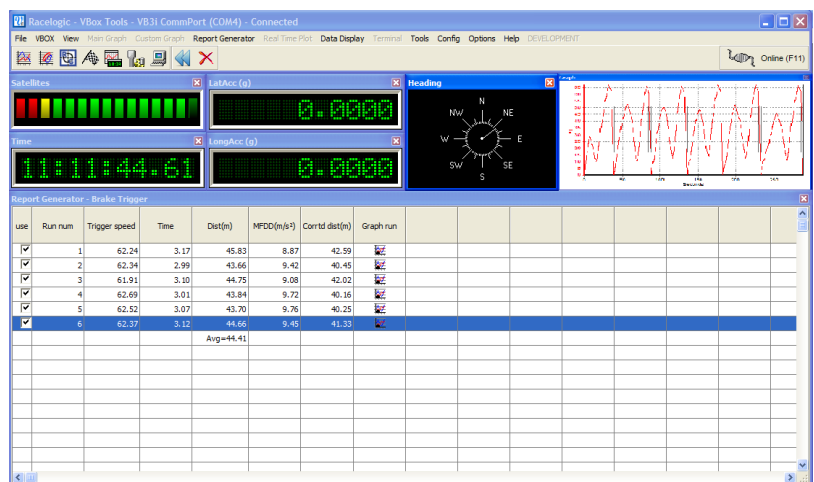 Racelogic - VBox Tools - VB3i CommPort (COM4) - Connected
File VBOX View Main Graph Custom Graph Report Generator Real Time Plot Data Display Terminal Tools Config Options Help DEVELOPMENT
Online (F11)
Satellites
LatAcc (g)
0.0000
Heading
N
NE
E
SE
S
SW
W
NW
Graph
Seconds
Time
11:11:44.61
LongAcc (g)
0.0000
Report Generator - Brake Trigger
use Run num Trigger speed Time Dist(m) MFDD(m/s²) Corrtd dist(m) Graph run
1 62.24 3.17 45.83 8.87 42.59
2 62.34 2.99 43.66 9.42 40.45
3 61.91 3.10 44.75 9.08 42.02
4 62.69 3.01 43.84 9.72 40.16
5 62.52 3.07 43.70 9.76 40.25
6 62.37 3.12 44.66 9.45 41.33
Avg=44.41